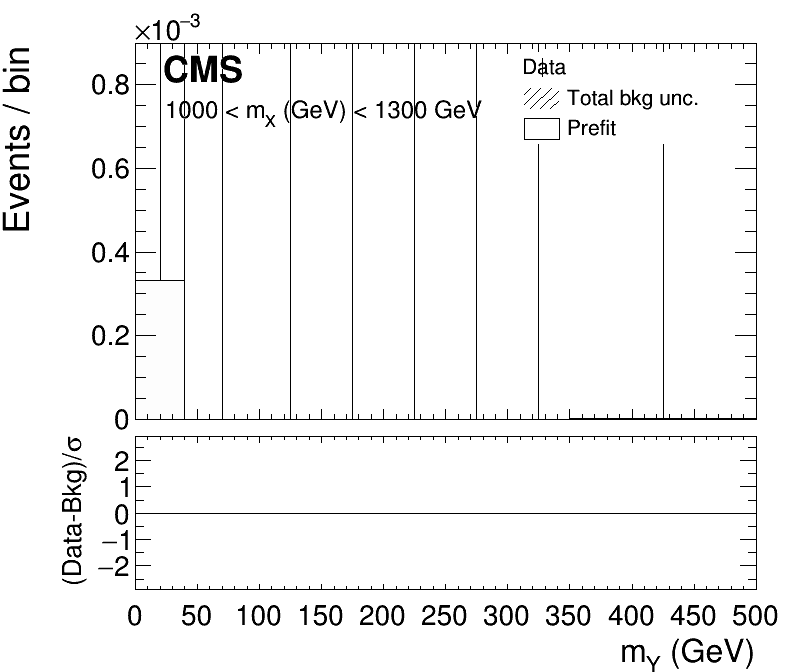 ×10⁻³
CMS
1000 < mX (GeV) < 1300 GeV
Data
Total bkg unc.
Prefit
Events / bin
0.8
0.6
0.4
0.2
0
(Data-Bkg)/σ
2
1
0
−1
−2
0 50 100 150 200 250 300 350 400 450 500
mY (GeV)